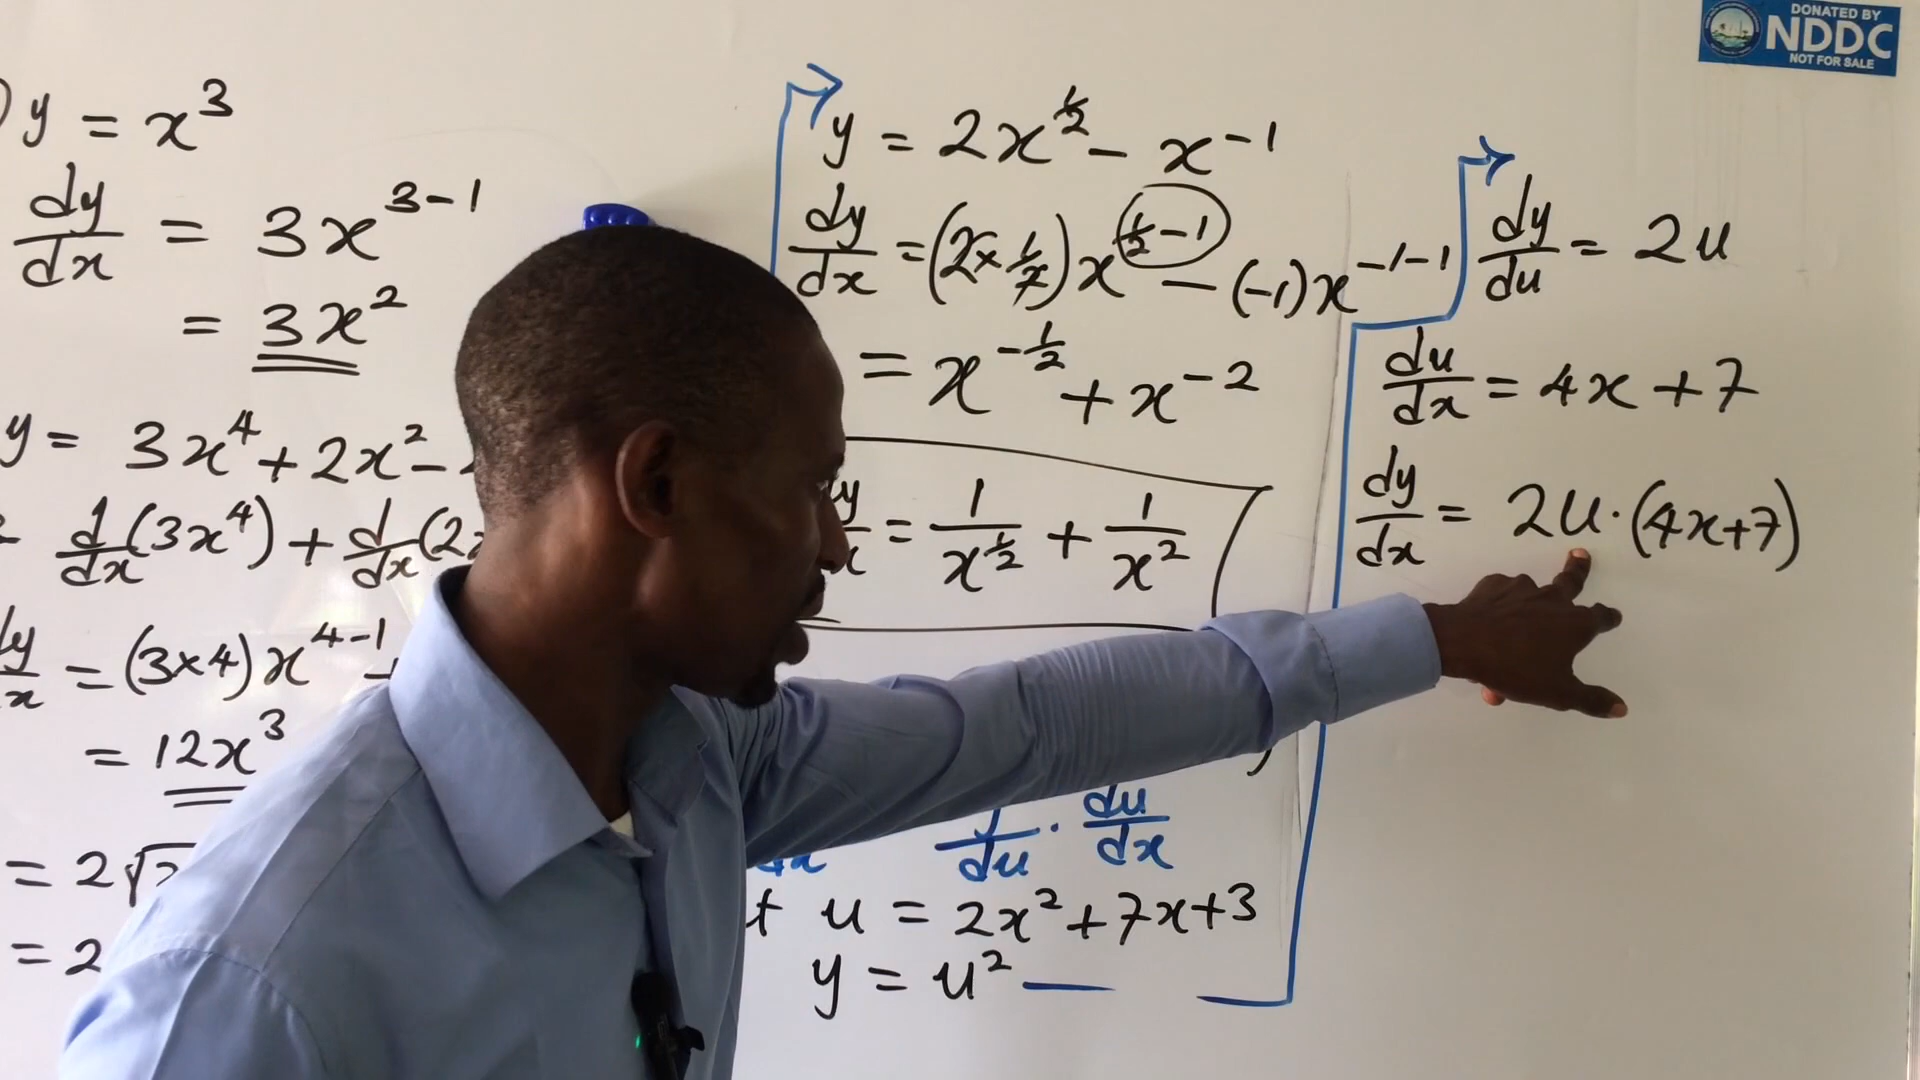 ) y = x³
dy/dx = 3x³⁻¹
= 3x²
y = 3x⁴ + 2x² -
d/dx(3x⁴) + d/dx(2
= (3×4)x⁴⁻¹
= 12x³
= 2√
= 2
y = 2x^½ - x⁻¹
dy/dx = (2×1/2)x^(½-1) - (-1)x⁻¹⁻¹
= x^-½ + x⁻²
= 1/x^½ + 1/x²
du · du/dx
u = 2x² + 7x + 3
y = u²
dy/du = 2u
du/dx = 4x + 7
dy/dx = 2u · (4x+7)
DONATED BY
NDDC
NOT FOR SALE